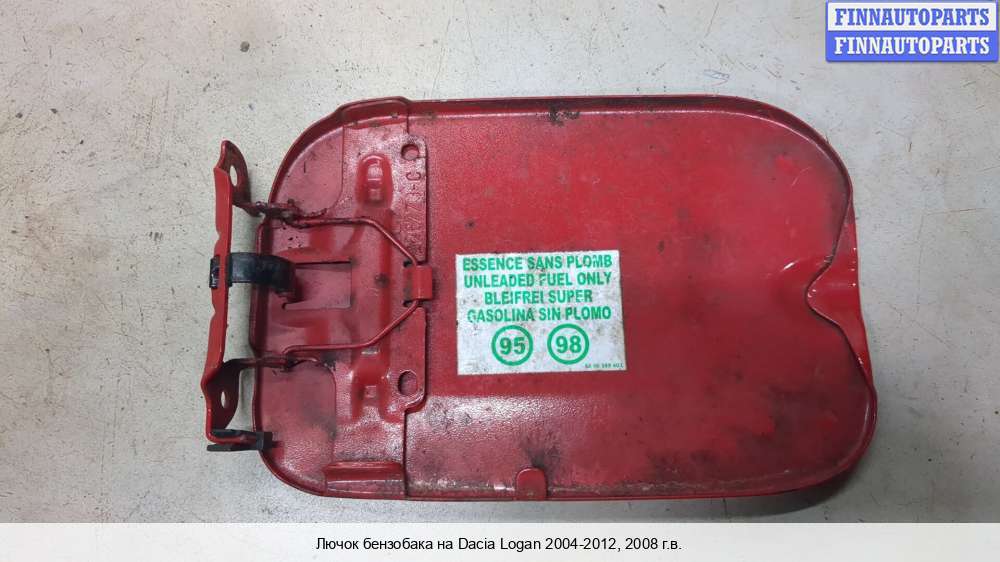 FINNAUTOPARTS
FINNAUTOPARTS
ESSENCE SANS PLOMB
UNLEADED FUEL ONLY
BLEIFREI SUPER
GASOLINA SIN PLOMO
95 98
Лючок бензобака на Dacia Logan 2004-2012, 2008 г.в.